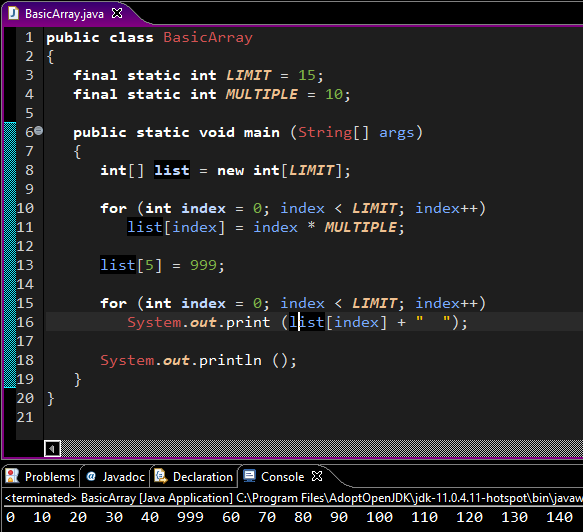 BasicArray.java
1 public class BasicArray
2 {
3    final static int LIMIT = 15;
4    final static int MULTIPLE = 10;
5
6    public static void main (String[] args)
7    {
8       int[] list = new int[LIMIT];
9
10       for (int index = 0; index < LIMIT; index++)
11          list[index] = index * MULTIPLE;
12
13       list[5] = 999;
14
15       for (int index = 0; index < LIMIT; index++)
16          System.out.print (list[index] + "  ");
17
18       System.out.println ();
19    }
20 }
21
Problems Javadoc Declaration Console
<terminated> BasicArray [Java Application] C:\Program Files\AdoptOpenJDK\jdk-11.0.4.11-hotspot\bin\javaw
0  10  20  30  40  999  60  70  80  90  100  110  120  130  140